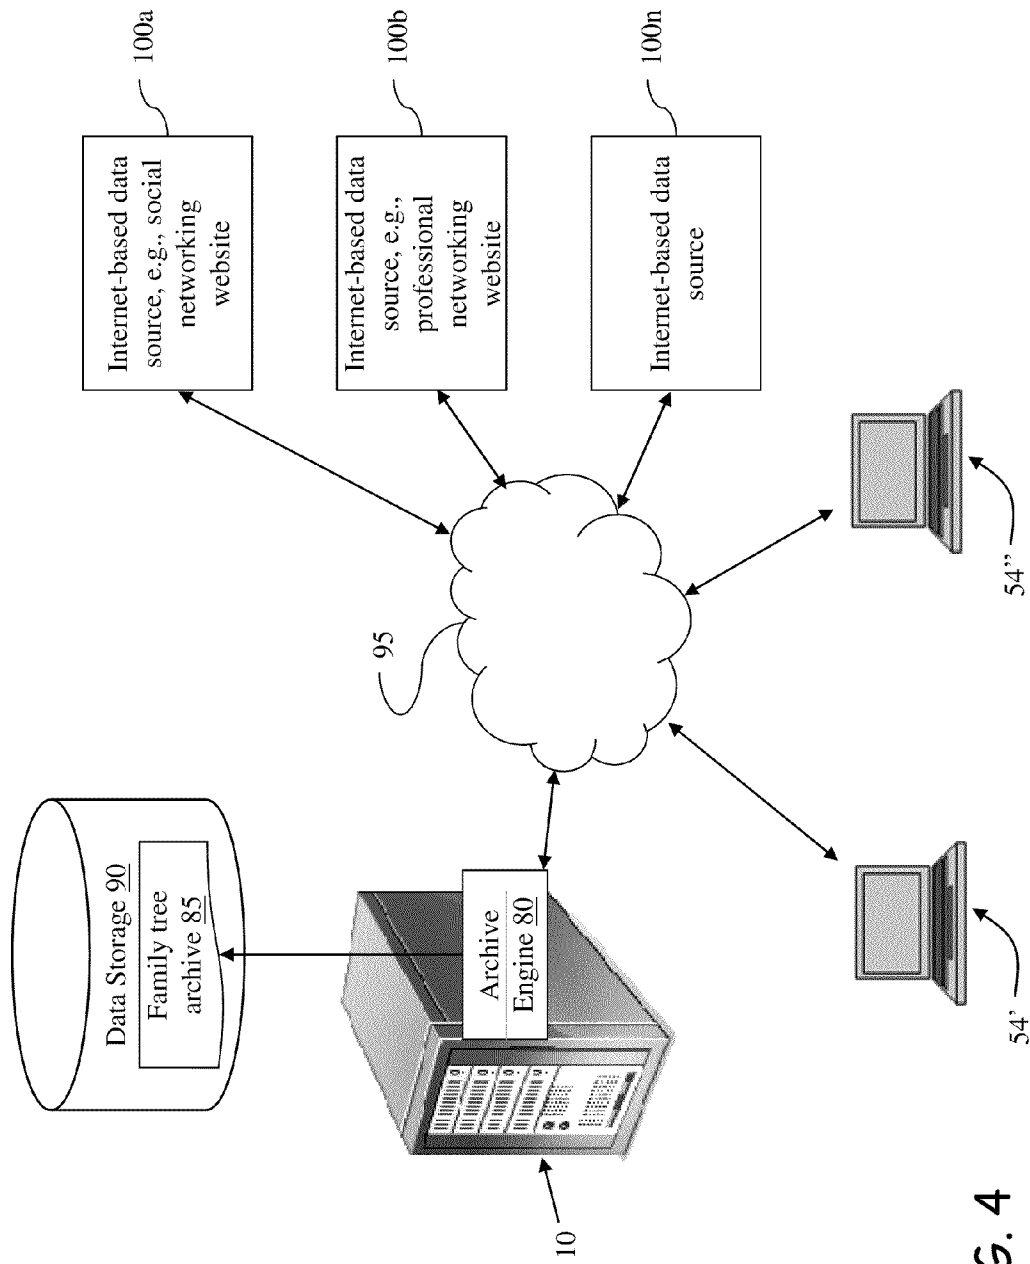 Data Storage 90
Family tree
archive 85
Archive
Engine 80
10
95
Internet-based data
source, e.g., social
networking
website
100a
Internet-based data
source, e.g.,
professional
networking
website
100b
Internet-based data
source
100n
54'
54''
G. 4